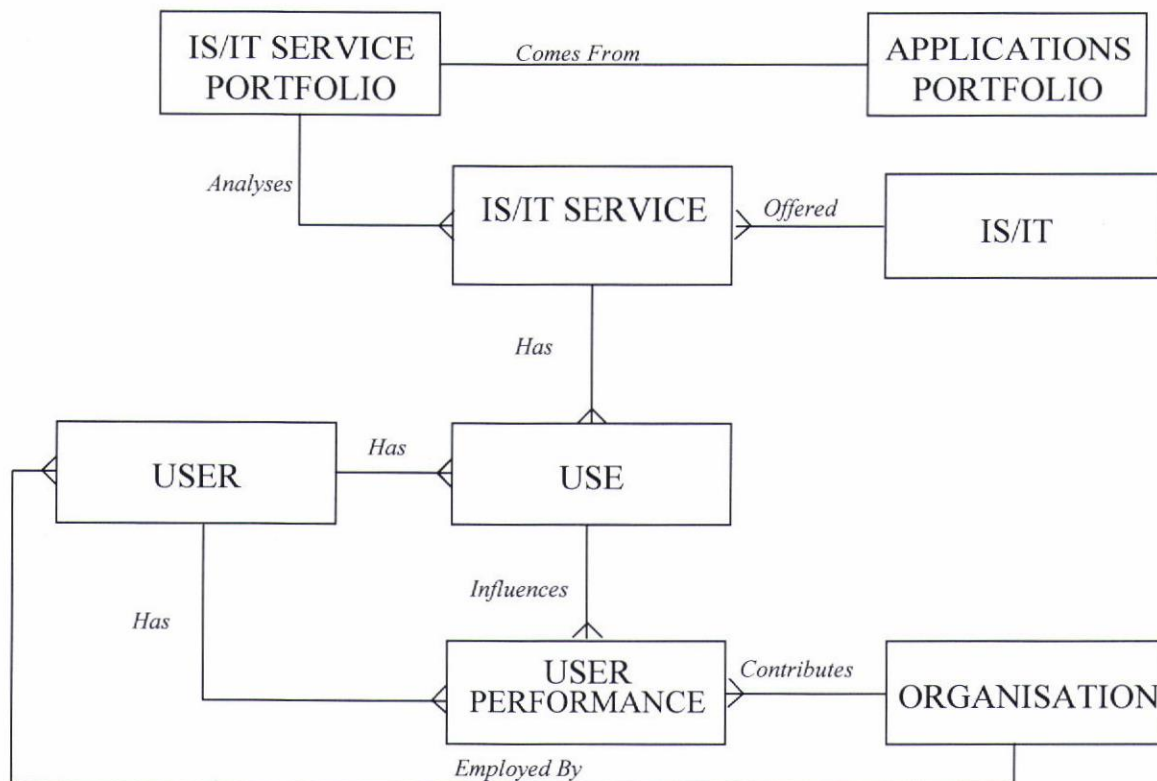 IS/IT SERVICE
PORTFOLIO
Comes From
APPLICATIONS
PORTFOLIO
Analyses
IS/IT SERVICE
Offered
IS/IT
Has
USER
Has
USE
Influences
Has
USER
PERFORMANCE
Contributes
ORGANISATION
Employed By